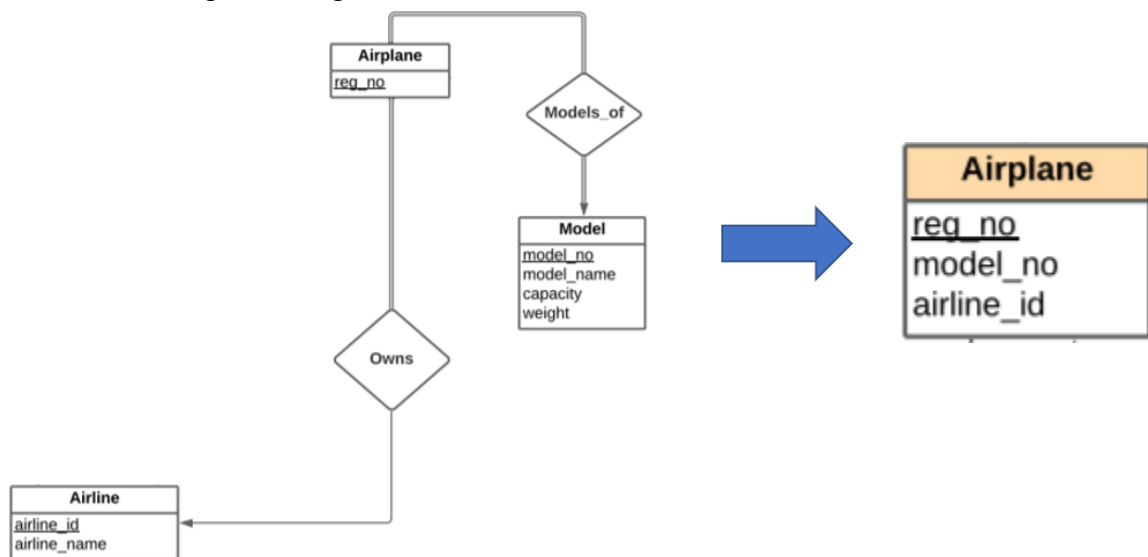 Airplane
reg_no
Models_of
Model
model_no
model_name
capacity
weight
Owns
Airline
airline_id
airline_name
Airplane
reg_no
model_no
airline_id